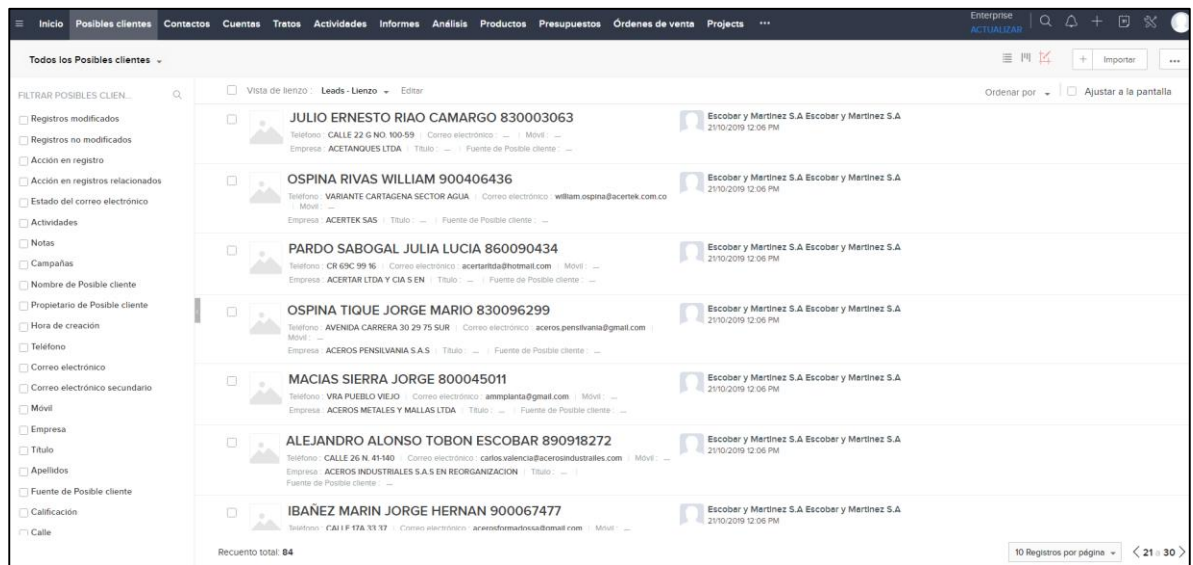 Inicio Posibles clientes Contactos Cuentas Tratos Actividades Informes Análisis Productos Presupuestos Órdenes de venta Projects ••• Enterprise
ACTUALIZAR
Todos los Posibles clientes
+ Importar ...
FILTRAR POSIBLES CLIEN...
Registros modificados
Registros no modificados
Acción en registro
Acción en registros relacionados
Estado del correo electrónico
Actividades
Notas
Campañas
Nombre de Posible cliente
Propietario de Posible cliente
Hora de creación
Teléfono
Correo electrónico
Correo electrónico secundario
Móvil
Empresa
Título
Apellidos
Fuente de Posible cliente
Calificación
Calle
Vista de lienzo : Leads - Lienzo Editar
Ordenar por Ajustar a la pantalla
JULIO ERNESTO RIAO CAMARGO 830003063
Teléfono : CALLE 22 G NO. 100-59 | Correo electrónico : — | Móvil : —
Empresa : ACETANQUES LTDA | Título : — | Fuente de Posible cliente : —
Escobar y Martinez S.A Escobar y Martinez S.A
21/10/2019 12:06 PM
OSPINA RIVAS WILLIAM 900406436
Teléfono : VARIANTE CARTAGENA SECTOR AGUA | Correo electrónico : william.ospina@acertek.com.co
| Móvil : —
Empresa : ACERTEK SAS | Título : — | Fuente de Posible cliente : —
Escobar y Martinez S.A Escobar y Martinez S.A
21/10/2019 12:06 PM
PARDO SABOGAL JULIA LUCIA 860090434
Teléfono : CR 69C 99 16 | Correo electrónico : acertarltda@hotmail.com | Móvil : —
Empresa : ACERTAR LTDA Y CIA S EN | Título : — | Fuente de Posible cliente : —
Escobar y Martinez S.A Escobar y Martinez S.A
21/10/2019 12:06 PM
OSPINA TIQUE JORGE MARIO 830096299
Teléfono : AVENIDA CARRERA 30 29 75 SUR | Correo electrónico : aceros.pensilvania@gmail.com |
Móvil : —
Empresa : ACEROS PENSILVANIA S.A.S | Título : — | Fuente de Posible cliente : —
Escobar y Martinez S.A Escobar y Martinez S.A
21/10/2019 12:06 PM
MACIAS SIERRA JORGE 800045011
Teléfono : VRA PUEBLO VIEJO | Correo electrónico : ammplanta@gmail.com | Móvil : —
Empresa : ACEROS METALES Y MALLAS LTDA | Título : — | Fuente de Posible cliente : —
Escobar y Martinez S.A Escobar y Martinez S.A
21/10/2019 12:06 PM
ALEJANDRO ALONSO TOBON ESCOBAR 890918272
Teléfono : CALLE 26 N. 41-140 | Correo electrónico : carlos.valencia@acerosindustrailes.com | Móvil : —
Empresa : ACEROS INDUSTRIALES S.A.S EN REORGANIZACION | Título : — |
Fuente de Posible cliente : —
Escobar y Martinez S.A Escobar y Martinez S.A
21/10/2019 12:06 PM
IBAÑEZ MARIN JORGE HERNAN 900067477
Teléfono : CALLE 17A 33 37 | Correo electrónico : acerosformadossa@gmail.com | Móvil : —
Escobar y Martinez S.A Escobar y Martinez S.A
21/10/2019 12:06 PM
Recuento total: 84
10 Registros por página < 21 a 30 >